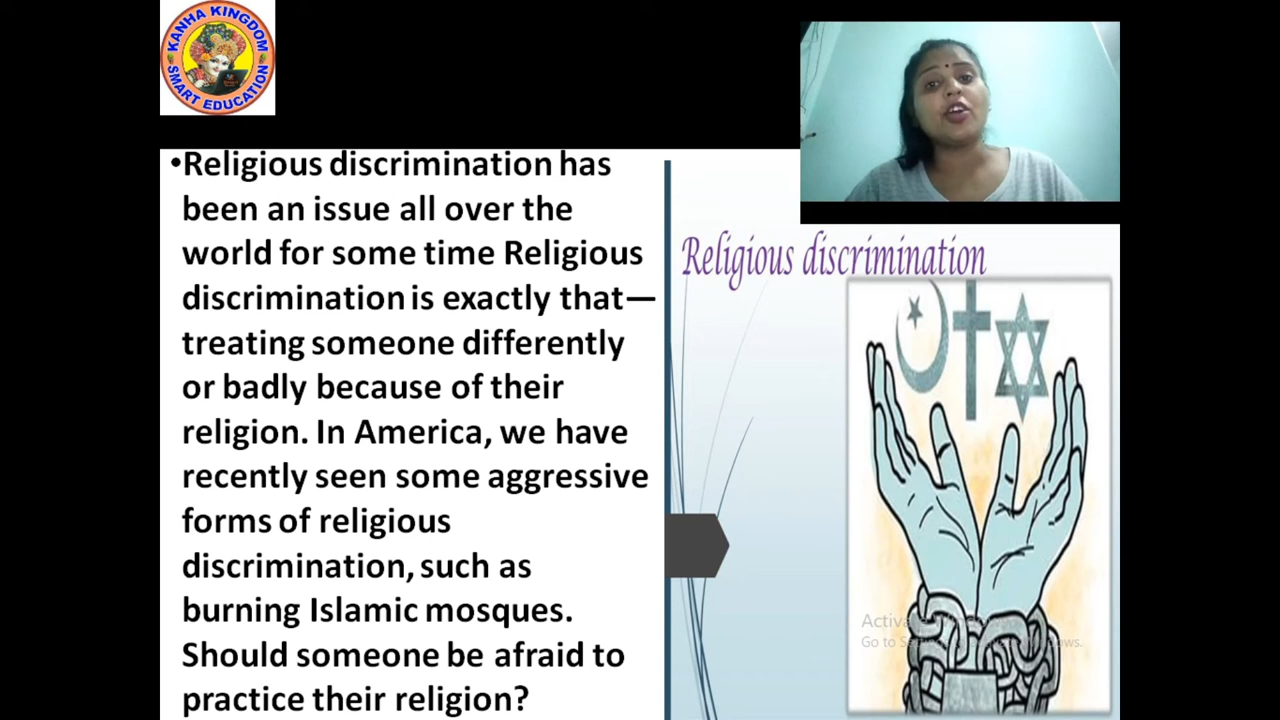 KANHA KINGDOM
SMART EDUCATION
•Religious discrimination has
been an issue all over the
world for some time Religious
discrimination is exactly that—
treating someone differently
or badly because of their
religion. In America, we have
recently seen some aggressive
forms of religious
discrimination, such as
burning Islamic mosques.
Should someone be afraid to
practice their religion?
Religious discrimination